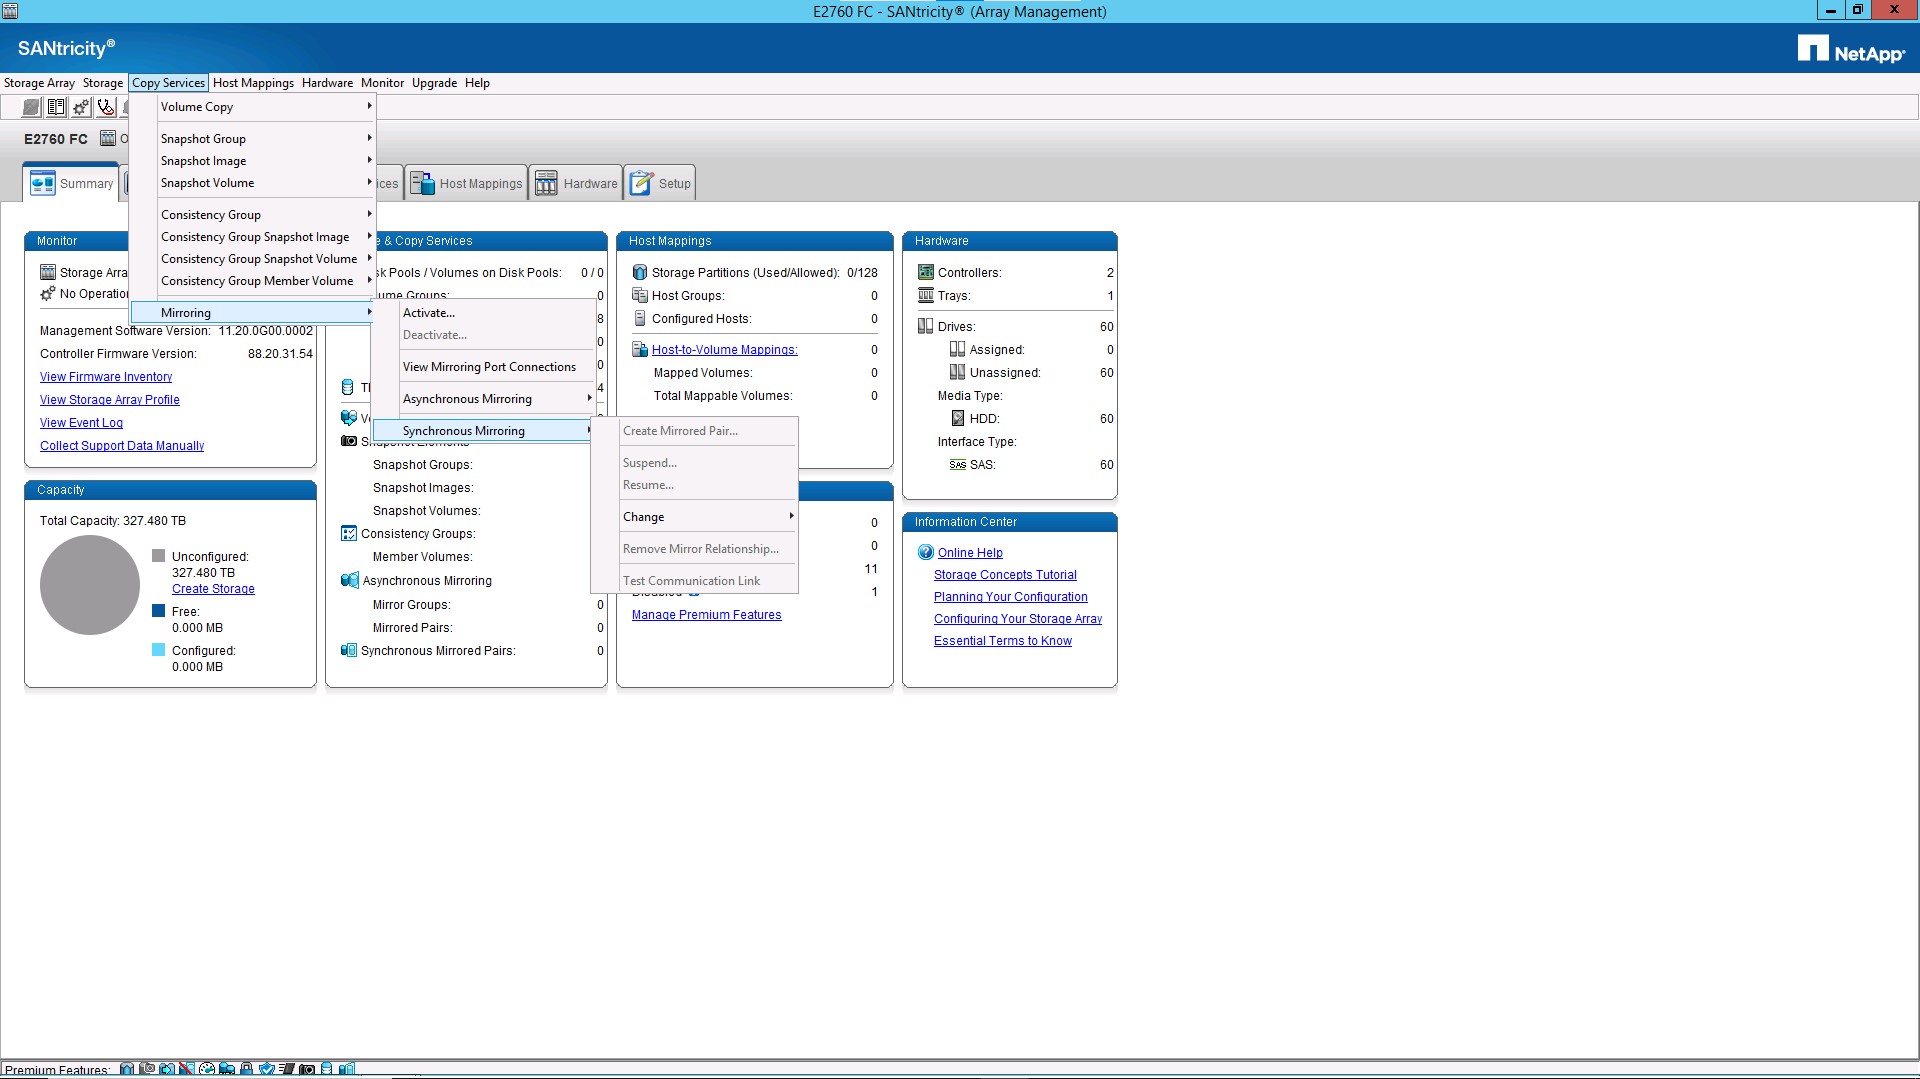 E2760 FC - SANtricity® (Array Management)
SANtricity®
NetApp®
Storage Array Storage Copy Services Host Mappings Hardware Monitor Upgrade Help
Volume Copy
Snapshot Group
Snapshot Image
Snapshot Volume
Consistency Group
Consistency Group Snapshot Image
Consistency Group Snapshot Volume
Consistency Group Member Volume
Mirroring
Activate...
Deactivate...
View Mirroring Port Connections
Asynchronous Mirroring
Synchronous Mirroring
Create Mirrored Pair...
Suspend...
Resume...
Change
Remove Mirror Relationship...
Test Communication Link
E2760 FC
Summary
Host Mappings
Hardware
Setup
Monitor
Storage
No
Management Software Version: 11.20.0G00.0002
Controller Firmware Version: 88.20.31.54
View Firmware Inventory
View Storage Array Profile
View Event Log
Collect Support Data Manually
Capacity
Total Capacity: 327.480 TB
Unconfigured:
327.480 TB
Create Storage
Free:
0.000 MB
Configured:
0.000 MB
& Copy Services
Pools / Volumes on Disk Pools: 0 / 0
Groups: 0
8
0
0
4
Snapshot Elements
Snapshot Groups:
Snapshot Images:
Snapshot Volumes:
Consistency Groups:
Member Volumes:
Asynchronous Mirroring
Mirror Groups: 0
Mirrored Pairs: 0
Synchronous Mirrored Pairs: 0
Host Mappings
Storage Partitions (Used/Allowed): 0/128
Host Groups: 0
Configured Hosts: 0
Host-to-Volume Mappings: 0
Mapped Volumes: 0
Total Mappable Volumes: 0
0
0
11
Disabled 1
Manage Premium Features
Hardware
Controllers: 2
Trays: 1
Drives: 60
Assigned: 0
Unassigned: 60
Media Type:
HDD: 60
Interface Type:
SAS SAS: 60
Information Center
Online Help
Storage Concepts Tutorial
Planning Your Configuration
Configuring Your Storage Array
Essential Terms to Know
Premium Features: